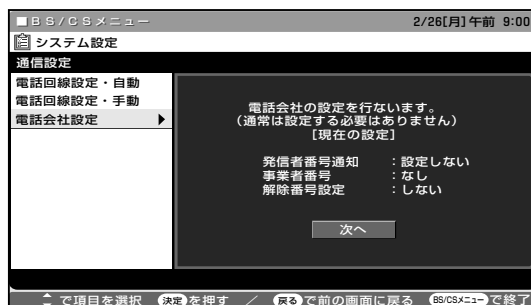 ■BS/CSメニュー 2/26[月]午前 9:00
システム設定
通信設定
電話回線設定・自動
電話回線設定・手動
電話会社設定 ▶
電話会社の設定を行ないます。
(通常は設定する必要はありません)
[現在の設定]
発信者番号通知 :設定しない
事業者番号 :なし
解除番号設定 :しない
次へ
で項目を選択 決定を押す / 戻るで前の画面に戻る BS/CSメニューで終了